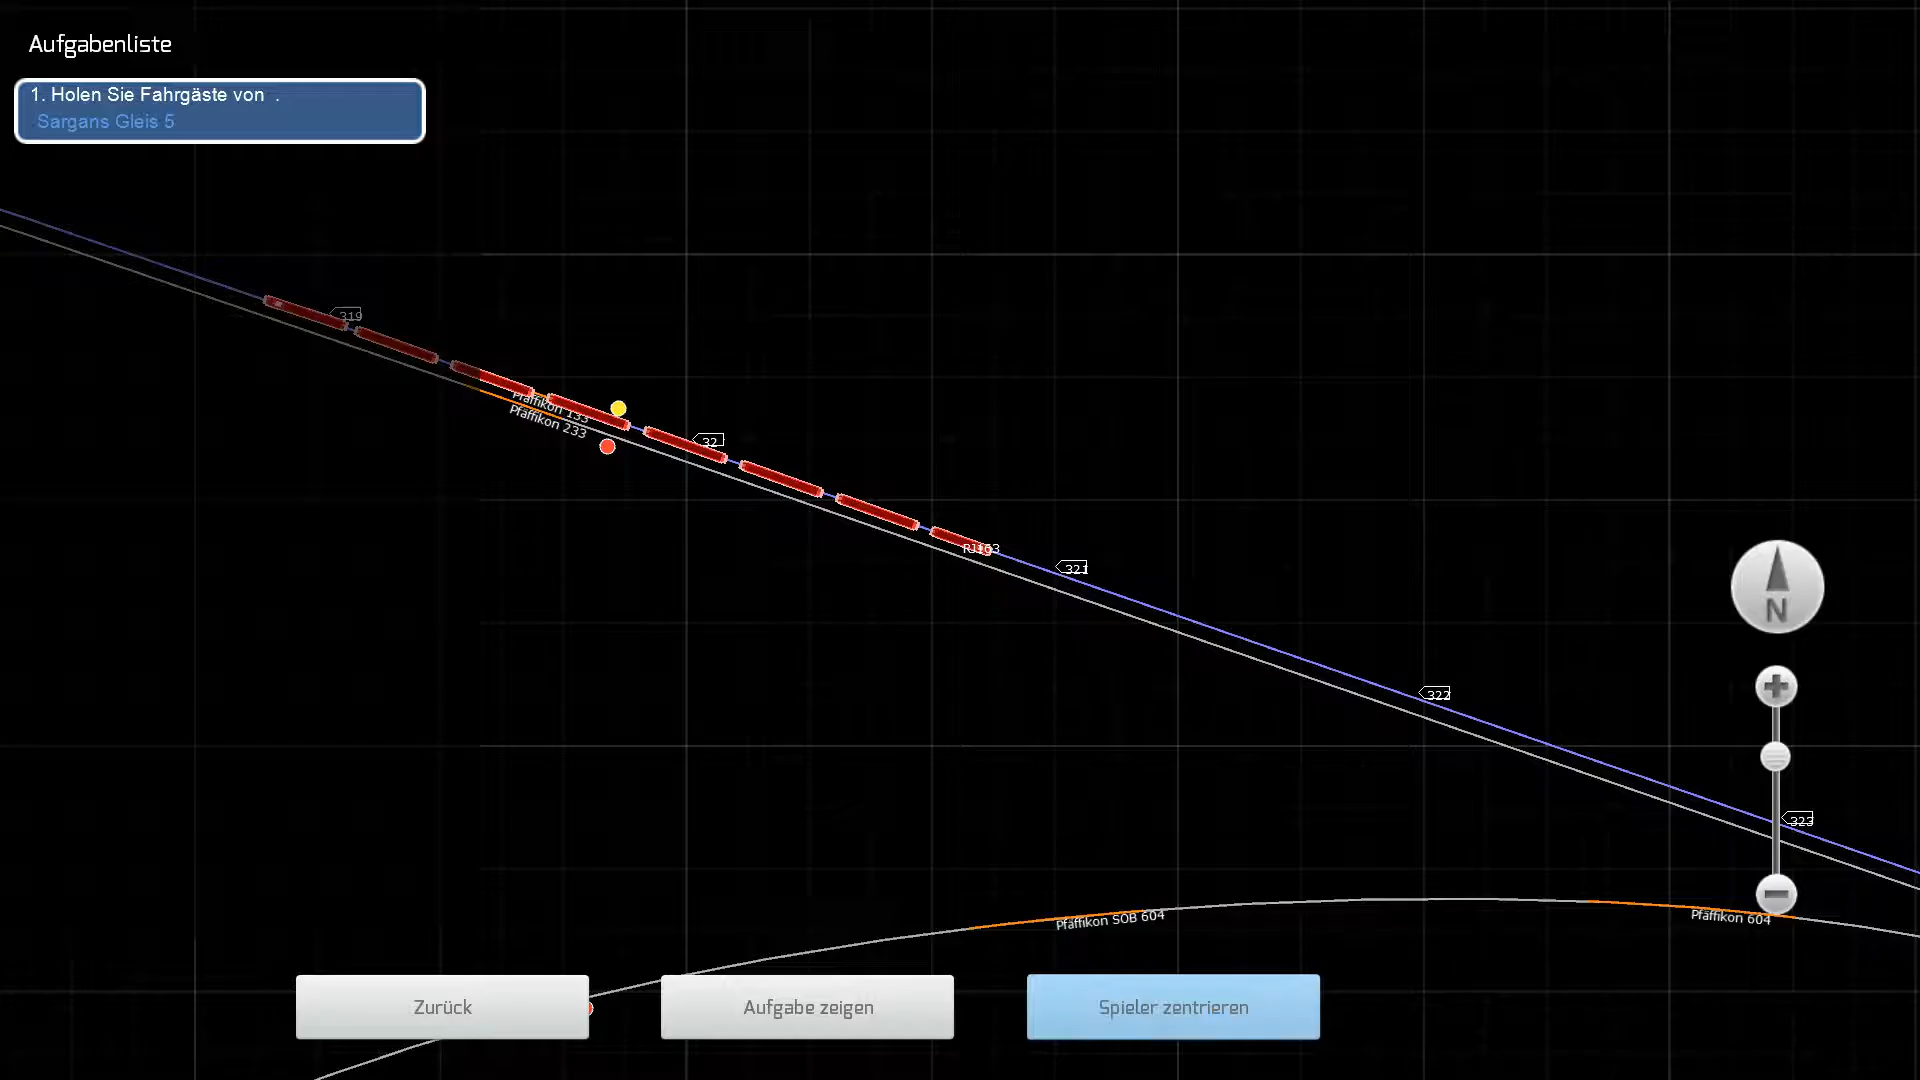 Aufgabenliste
1. Holen Sie Fahrgäste von  .
Sargans Gleis 5
319
Pfäffikon 133
Pfäffikon 233
32
RJ163
321
322
N
323
Pfäffikon SOB 604
Pfäffikon 604
Zurück
Aufgabe zeigen
Spieler zentrieren